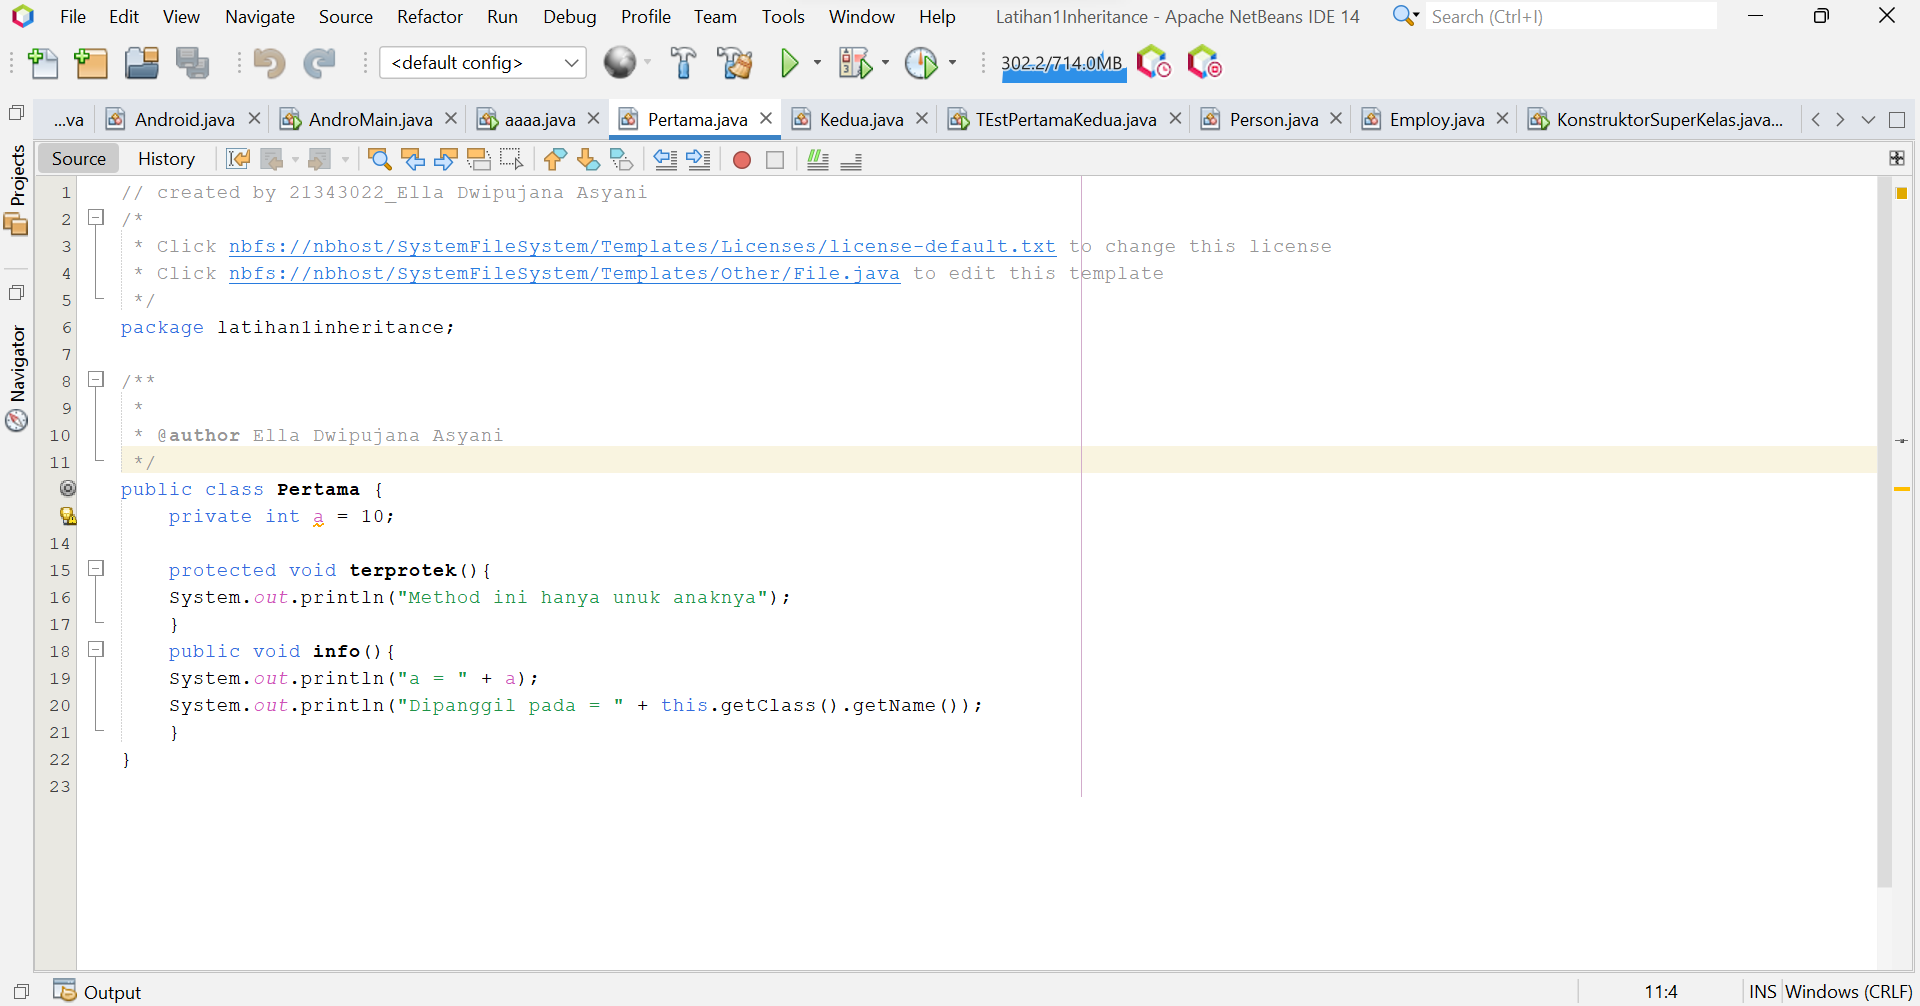 File Edit View Navigate Source Refactor Run Debug Profile Team Tools Window Help Latihan1Inheritance - Apache NetBeans IDE 14 Search (Ctrl+I)
<default config> 302.2/714.0MB
...va Android.java AndroMain.java aaaa.java Pertama.java Kedua.java TEstPertamaKedua.java Person.java Employ.java KonstruktorSuperKelas.java...
Source History
Projects
Navigator
1 // created by 21343022_Ella Dwipujana Asyani
2 /*
3 * Click nbfs://nbhost/SystemFileSystem/Templates/Licenses/license-default.txt to change this license
4 * Click nbfs://nbhost/SystemFileSystem/Templates/Other/File.java to edit this template
5 */
6 package latihan1inheritance;
7
8 /**
9 *
10 * @author Ella Dwipujana Asyani
11 */
public class Pertama {
private int a = 10;
14
15 protected void terprotek(){
16 System.out.println("Method ini hanya unuk anaknya");
17 }
18 public void info(){
19 System.out.println("a = " + a);
20 System.out.println("Dipanggil pada = " + this.getClass().getName());
21 }
22 }
23
Output 11:4 INS Windows (CRLF)